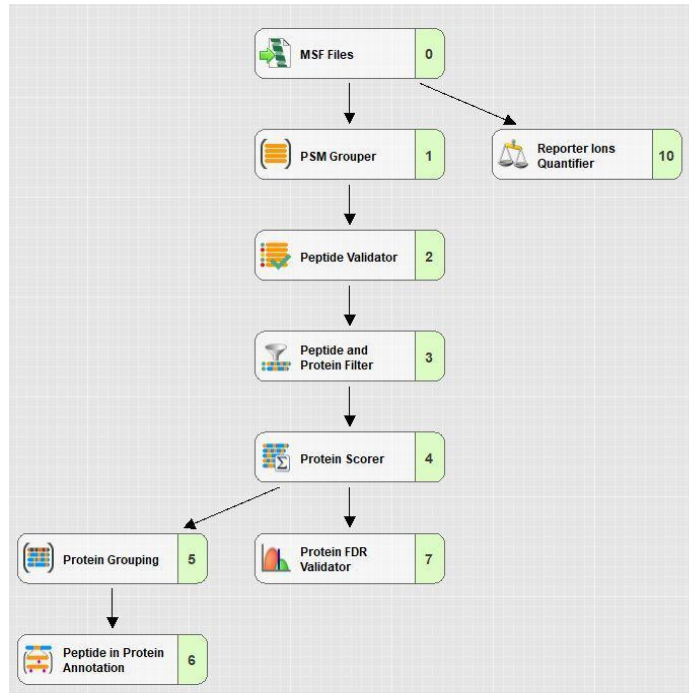 MSF Files 0
PSM Grouper 1
Reporter Ions
Quantifier 10
Peptide Validator 2
Peptide and
Protein Filter 3
Protein Scorer 4
Σ
Protein Grouping 5
Protein FDR
Validator 7
Peptide in Protein
Annotation 6